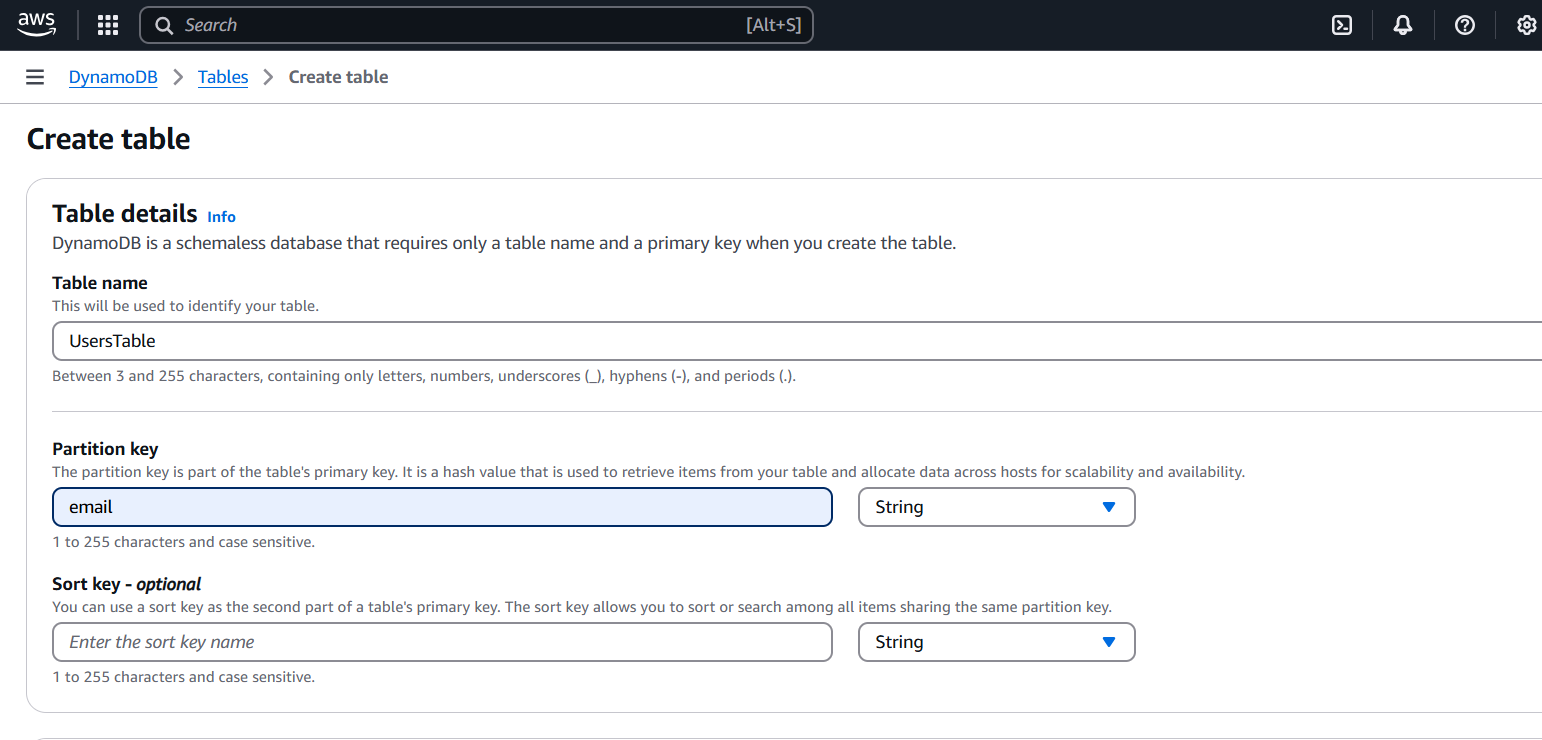 aws
Search [Alt+S]
DynamoDB > Tables > Create table
Create table
Table details Info
DynamoDB is a schemaless database that requires only a table name and a primary key when you create the table.
Table name
This will be used to identify your table.
UsersTable
Between 3 and 255 characters, containing only letters, numbers, underscores (_), hyphens (-), and periods (.).
Partition key
The partition key is part of the table's primary key. It is a hash value that is used to retrieve items from your table and allocate data across hosts for scalability and availability.
email String
1 to 255 characters and case sensitive.
Sort key - optional
You can use a sort key as the second part of a table's primary key. The sort key allows you to sort or search among all items sharing the same partition key.
Enter the sort key name String
1 to 255 characters and case sensitive.